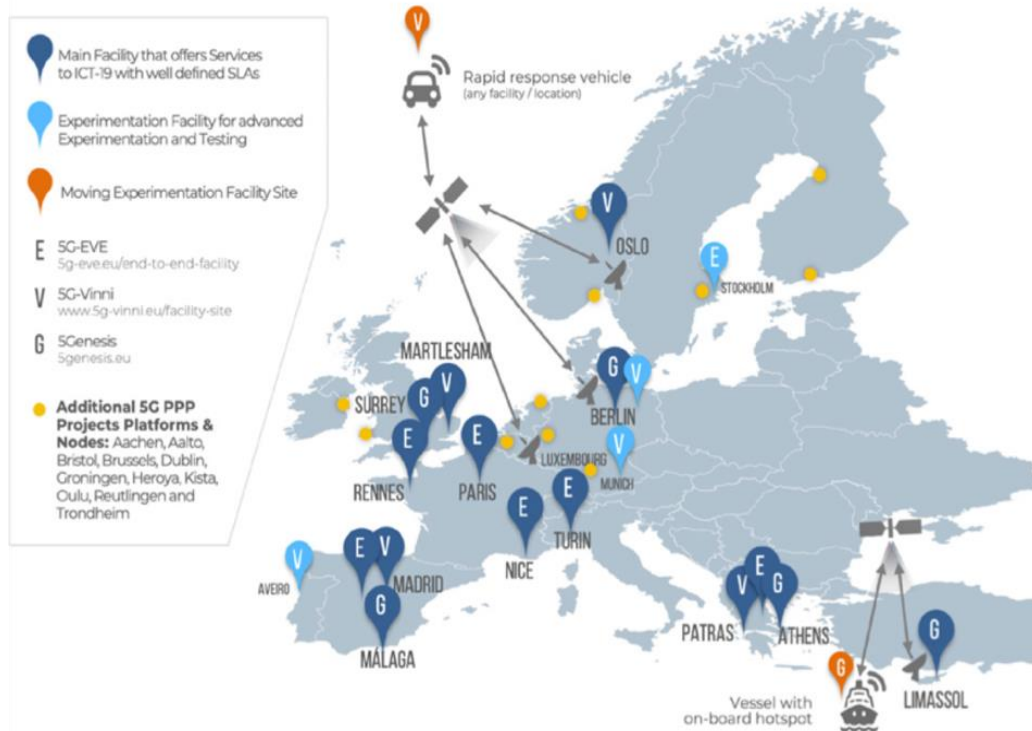 Main Facility that offers Services
to ICT-19 with well defined SLAs
Experimentation Facility for advanced
Experimentation and Testing
Moving Experimentation Facility Site
E 5G-EVE
5g-eve.eu/end-to-end-facility
V 5G-Vinni
www.5g-vinni.eu/facility-site
G 5Genesis
5genesis.eu
Additional 5G PPP
Projects Platforms &
Nodes: Aachen, Aalto,
Bristol, Brussels, Dublin,
Groningen, Heroya, Kista,
Oulu, Reutlingen and
Trondheim
V
Rapid response vehicle
(any facility / location)
V
OSLO
E
STOCKHOLM
MARTLESHAM
V
SURREY
G
G
V
BERLIN
E
RENNES
E
PARIS
LUXEMBOURG
V
MUNICH
E
NICE
E
TURIN
V
AVEIRO
E
V
MADRID
G
MÁLAGA
V
E
G
PATRAS
ATHENS
G
LIMASSOL
G
Vessel with
on-board hotspot